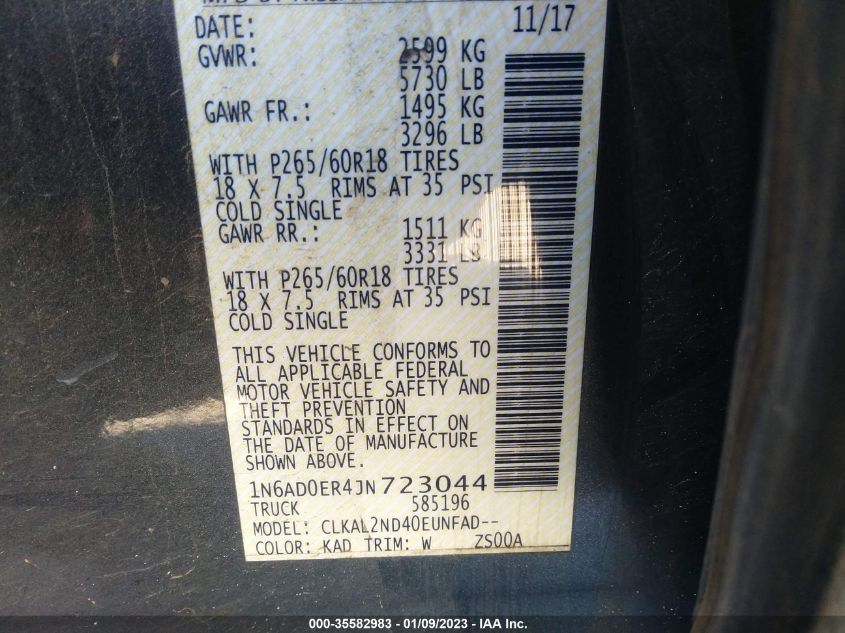 DATE: 11/17
GVWR: 2599 KG
5730 LB
GAWR FR.: 1495 KG
3296 LB
WITH P265/60R18 TIRES
18 X 7.5 RIMS AT 35 PSI
COLD SINGLE
GAWR RR.: 1511 KG
3331 LB
WITH P265/60R18 TIRES
18 X 7.5 RIMS AT 35 PSI
COLD SINGLE
THIS VEHICLE CONFORMS TO
ALL APPLICABLE FEDERAL
MOTOR VEHICLE SAFETY AND
THEFT PREVENTION
STANDARDS IN EFFECT ON
THE DATE OF MANUFACTURE
SHOWN ABOVE.
1N6AD0ER4JN723044
TRUCK 585196
MODEL: CLKAL2ND40EUNFAD--
COLOR: KAD TRIM: W ZS00A
000-35582983 - 01/09/2023 - IAA Inc.